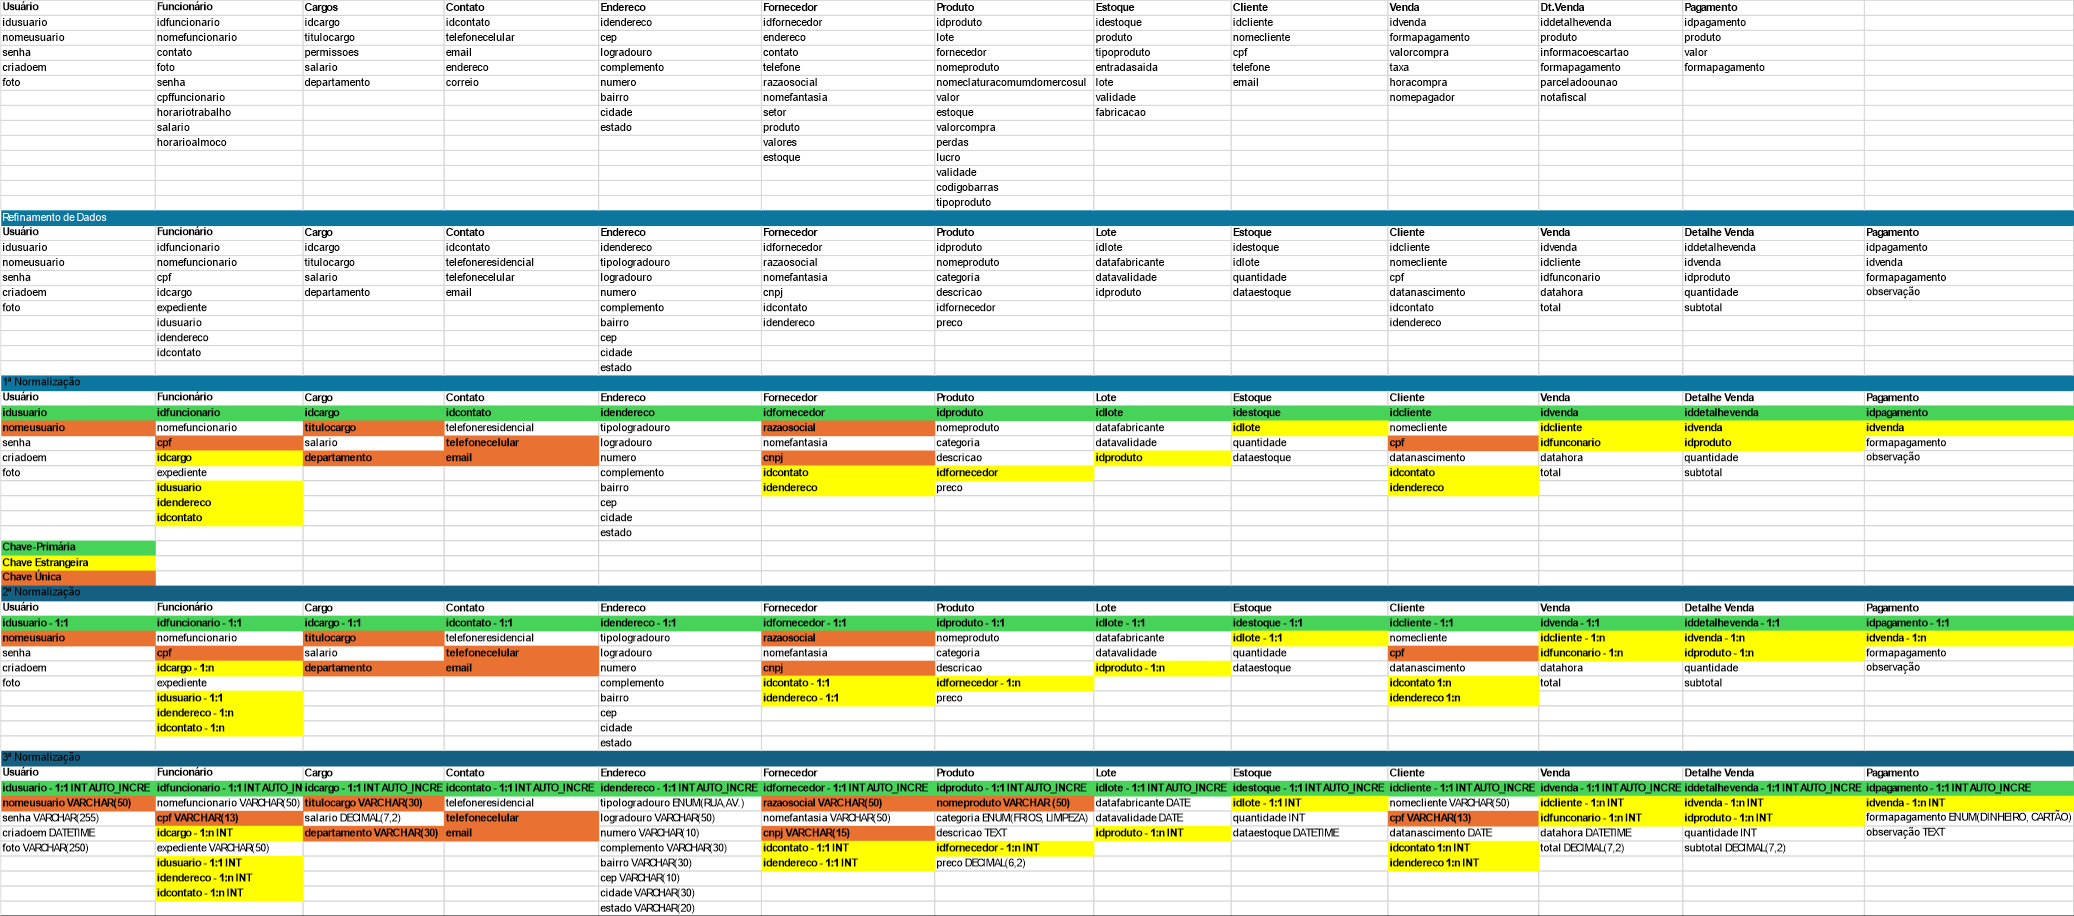 Usuário Funcionário Cargos Contato Endereco Fornecedor Produto Estoque Cliente Venda Dt.Venda Pagamento
idusuario idfuncionario idcargo idcontato idendereco idfornecedor idproduto idestoque idcliente idvenda iddetalhevenda idpagamento
nomeusuario nomefuncionario titulocargo telefonecelular cep endereco lote produto nomecliente formapagamento produto produto
senha contato permissoes email logradouro contato fornecedor tipoproduto cpf valorcompra informacoescartao valor
criadoem foto salario endereco complemento telefone nomeproduto entradasaida telefone taxa formapagamento formapagamento
foto senha departamento correio numero razaosocial nomeclaturacomumdomercosul lote email horacompra parceladoounao
cpffuncionario bairro nomefantasia valor validade nomepagador notafiscal
horariotrabalho cidade setor estoque fabricacao
salario estado produto valorcompra
horarioalmoco valores perdas
estoque lucro
validade
codigobarras
tipoproduto
Refinamento de Dados
Usuário Funcionário Cargo Contato Endereco Fornecedor Produto Lote Estoque Cliente Venda Detalhe Venda Pagamento
idusuario idfuncionario idcargo idcontato idendereco idfornecedor idproduto idlote idestoque idcliente idvenda iddetalhevenda idpagamento
nomeusuario nomefuncionario titulocargo telefoneresidencial tipologradouro razaosocial nomeproduto datafabricante idlote nomecliente idcliente idvenda idvenda
senha cpf salario telefonecelular logradouro nomefantasia categoria datavalidade quantidade cpf idfunconario idproduto formapagamento
criadoem idcargo departamento email numero cnpj descricao idproduto dataestoque datanascimento datahora quantidade observação
foto expediente complemento idcontato idfornecedor idcontato total subtotal
idusuario bairro idendereco preco idendereco
idendereco cep
idcontato cidade
estado
1ª Normalização
Usuário Funcionário Cargo Contato Endereco Fornecedor Produto Lote Estoque Cliente Venda Detalhe Venda Pagamento
idusuario idfuncionario idcargo idcontato idendereco idfornecedor idproduto idlote idestoque idcliente idvenda iddetalhevenda idpagamento
nomeusuario nomefuncionario titulocargo telefoneresidencial tipologradouro razaosocial nomeproduto datafabricante idlote nomecliente idcliente idvenda idvenda
senha cpf salario telefonecelular logradouro nomefantasia categoria datavalidade quantidade cpf idfunconario idproduto formapagamento
criadoem idcargo departamento email numero cnpj descricao idproduto dataestoque datanascimento datahora quantidade observação
foto expediente complemento idcontato idfornecedor idcontato total subtotal
idusuario bairro idendereco preco idendereco
idendereco cep
idcontato cidade
estado
Chave-Primária
Chave Estrangeira
Chave Única
2ª Normalização
Usuário Funcionário Cargo Contato Endereco Fornecedor Produto Lote Estoque Cliente Venda Detalhe Venda Pagamento
idusuario - 1:1 idfuncionario - 1:1 idcargo - 1:1 idcontato - 1:1 idendereco - 1:1 idfornecedor - 1:1 idproduto - 1:1 idlote - 1:1 idestoque - 1:1 idcliente - 1:1 idvenda - 1:1 iddetalhevenda - 1:1 idpagamento - 1:1
nomeusuario nomefuncionario titulocargo telefoneresidencial tipologradouro razaosocial nomeproduto datafabricante idlote - 1:1 nomecliente idcliente - 1:n idvenda - 1:n idvenda - 1:n
senha cpf salario telefonecelular logradouro nomefantasia categoria datavalidade quantidade cpf idfunconario - 1:n idproduto - 1:n formapagamento
criadoem idcargo - 1:n departamento email numero cnpj descricao idproduto - 1:n dataestoque datanascimento datahora quantidade observação
foto expediente complemento idcontato - 1:1 idfornecedor - 1:n idcontato 1:n total subtotal
idusuario - 1:1 bairro idendereco - 1:1 preco idendereco 1:n
idendereco - 1:n cep
idcontato - 1:n cidade
estado
3ª Normalização
Usuário Funcionário Cargo Contato Endereco Fornecedor Produto Lote Estoque Cliente Venda Detalhe Venda Pagamento
idusuario - 1:1 INT AUTO_INCRE idfuncionario - 1:1 INT AUTO_IN idcargo - 1:1 INT AUTO_INCRE idcontato - 1:1 INT AUTO_INCRE idendereco - 1:1 INT AUTO_INCRE idfornecedor - 1:1 INT AUTO_INCRE idproduto - 1:1 INT AUTO_INCRE idlote - 1:1 INT AUTO_INCRE idestoque - 1:1 INT AUTO_INCRE idcliente - 1:1 INT AUTO_INCRE idvenda - 1:1 INT AUTO_INCRE iddetalhevenda - 1:1 INT AUTO_INCRE idpagamento - 1:1 INT AUTO_INCRE
nomeusuario VARCHAR(50) nomefuncionario VARCHAR(50) titulocargo VARCHAR(30) telefoneresidencial tipologradouro ENUM(RUA,AV.) razaosocial VARCHAR(50) nomeproduto VARCHAR (50) datafabricante DATE idlote - 1:1 INT nomecliente VARCHAR(50) idcliente - 1:n INT idvenda - 1:n INT idvenda - 1:n INT
senha VARCHAR(255) cpf VARCHAR(13) salario DECIMAL(7,2) telefonecelular logradouro VARCHAR(50) nomefantasia VARCHAR(50) categoria ENUM(FRIOS, LIMPEZA) datavalidade DATE quantidade INT cpf VARCHAR(13) idfunconario - 1:n INT idproduto - 1:n INT formapagamento ENUM(DINHEIRO, CARTÃO)
criadoem DATETIME idcargo - 1:n INT departamento VARCHAR(30) email numero VARCHAR(10) cnpj VARCHAR(15) descricao TEXT idproduto - 1:n INT dataestoque DATETIME datanascimento DATE datahora DATETIME quantidade INT observação TEXT
foto VARCHAR(250) expediente VARCHAR(50) complemento VARCHAR(30) idcontato - 1:1 INT idfornecedor - 1:n INT idcontato 1:n INT total DECIMAL(7,2) subtotal DECIMAL(7,2)
idusuario - 1:1 INT bairro VARCHAR(30) idendereco - 1:1 INT preco DECIMAL(6,2) idendereco 1:n INT
idendereco - 1:n INT cep VARCHAR(10)
idcontato - 1:n INT cidade VARCHAR(30)
estado VARCHAR(20)